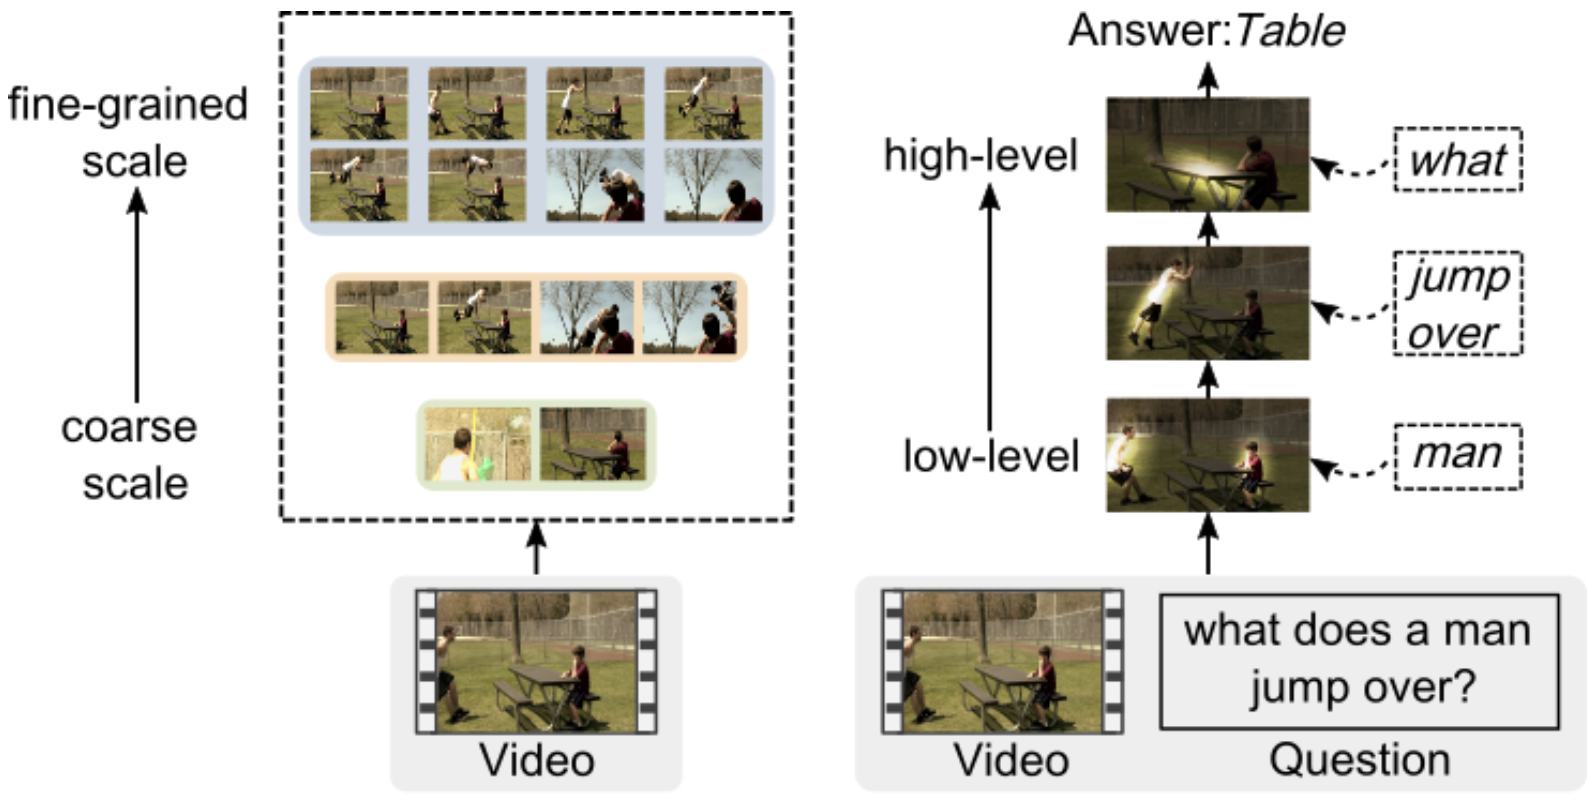 fine-grained
scale
coarse
scale
Video
Answer:Table
high-level
low-level
what
jump
over
man
Video
what does a man
jump over?
Question